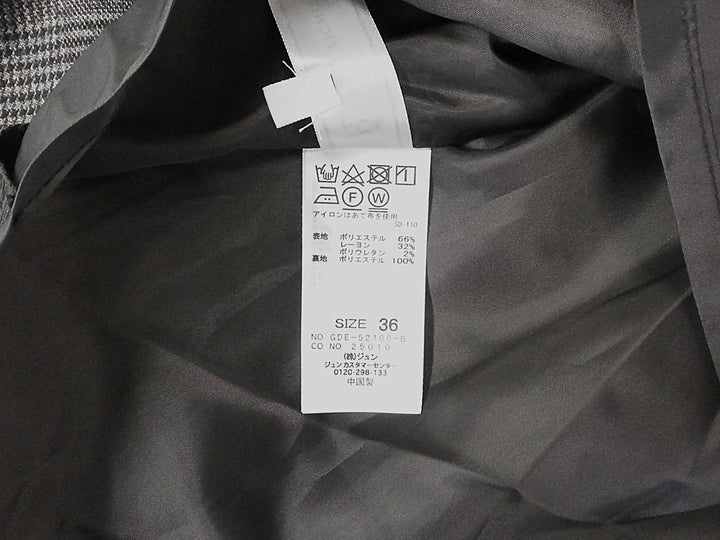 F W
アイロンはあて布を使用
SD-110
表地 ポリエステル 66%
レーヨン 32%
ポリウレタン 2%
裏地 ポリエステル 100%
SIZE 36
NO. GDE-52100-B
CO. NO. 25010
(株)ジュン
ジュンカスタマーセンター
0120-298-133
中国製